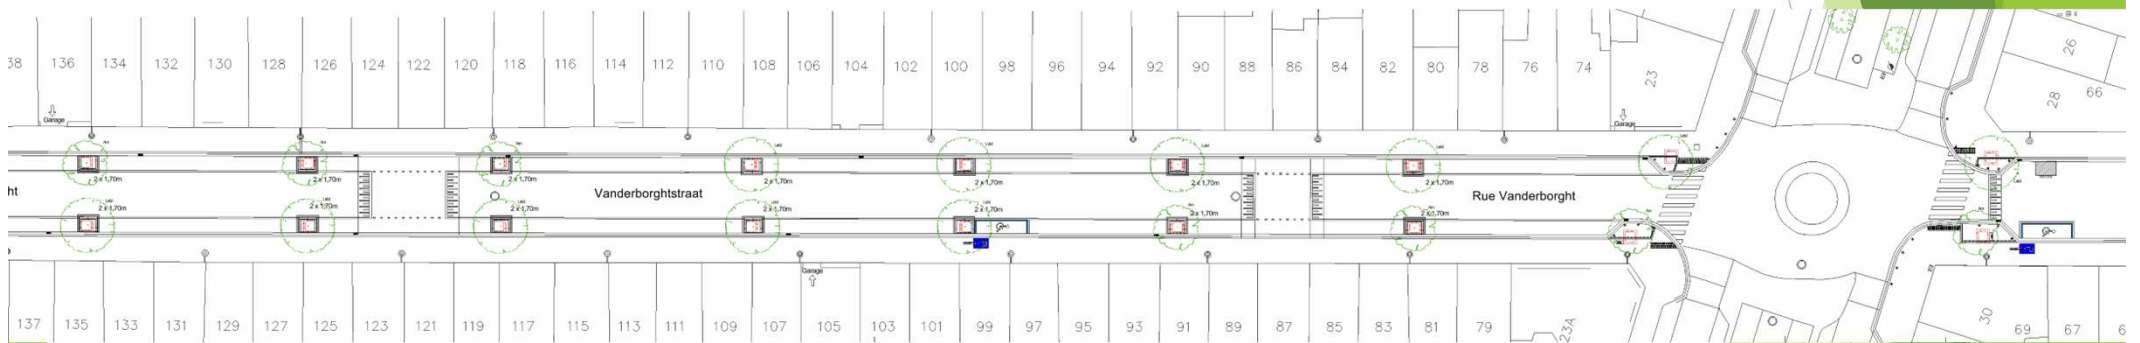 38 136 134 132 130 128 126 124 122 120 118 116 114 112 110 108 106 104 102 100 98 96 94 92 90 88 86 84 82 80 78 76 74 23 26 28 66
Garage Garage
2 x 1,70m 2 x 1,70m 2 x 1,70m 2 x 1,70m 2 x 1,70m 2 x 1,70m 2 x 1,70m
ht Vanderborghtstraat Rue Vanderborght
2 x 1,70m 2 x 1,70m 2 x 1,70m 2 x 1,70m 2 x 1,70m 2 x 1,70m 2 x 1,70m
Garage
137 135 133 131 129 127 125 123 121 119 117 115 113 111 109 107 105 103 101 99 97 95 93 91 89 87 85 83 81 79 23A 30 69 67 6